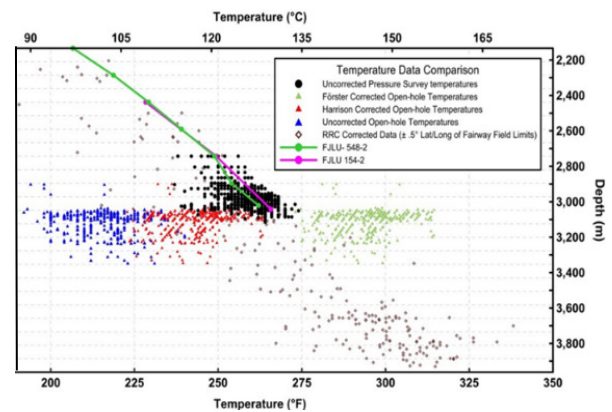 Temperature (°C)
90 105 120 135 150 165
Temperature Data Comparison
Uncorrected Pressure Survey temperatures
Förster Corrected Open-hole Temperatures
Harrison Corrected Open-hole Temperatures
Uncorrected Open-hole Temperatures
RRC Corrected Data (± .5° Lat/Long of Fairway Field Limits)
FJLU- 548-2
FJLU 154-2
2,200
2,400
2,600
2,800
3,000
3,200
3,400
3,600
3,800
Depth (m)
200 225 250 275 300 325 350
Temperature (°F)